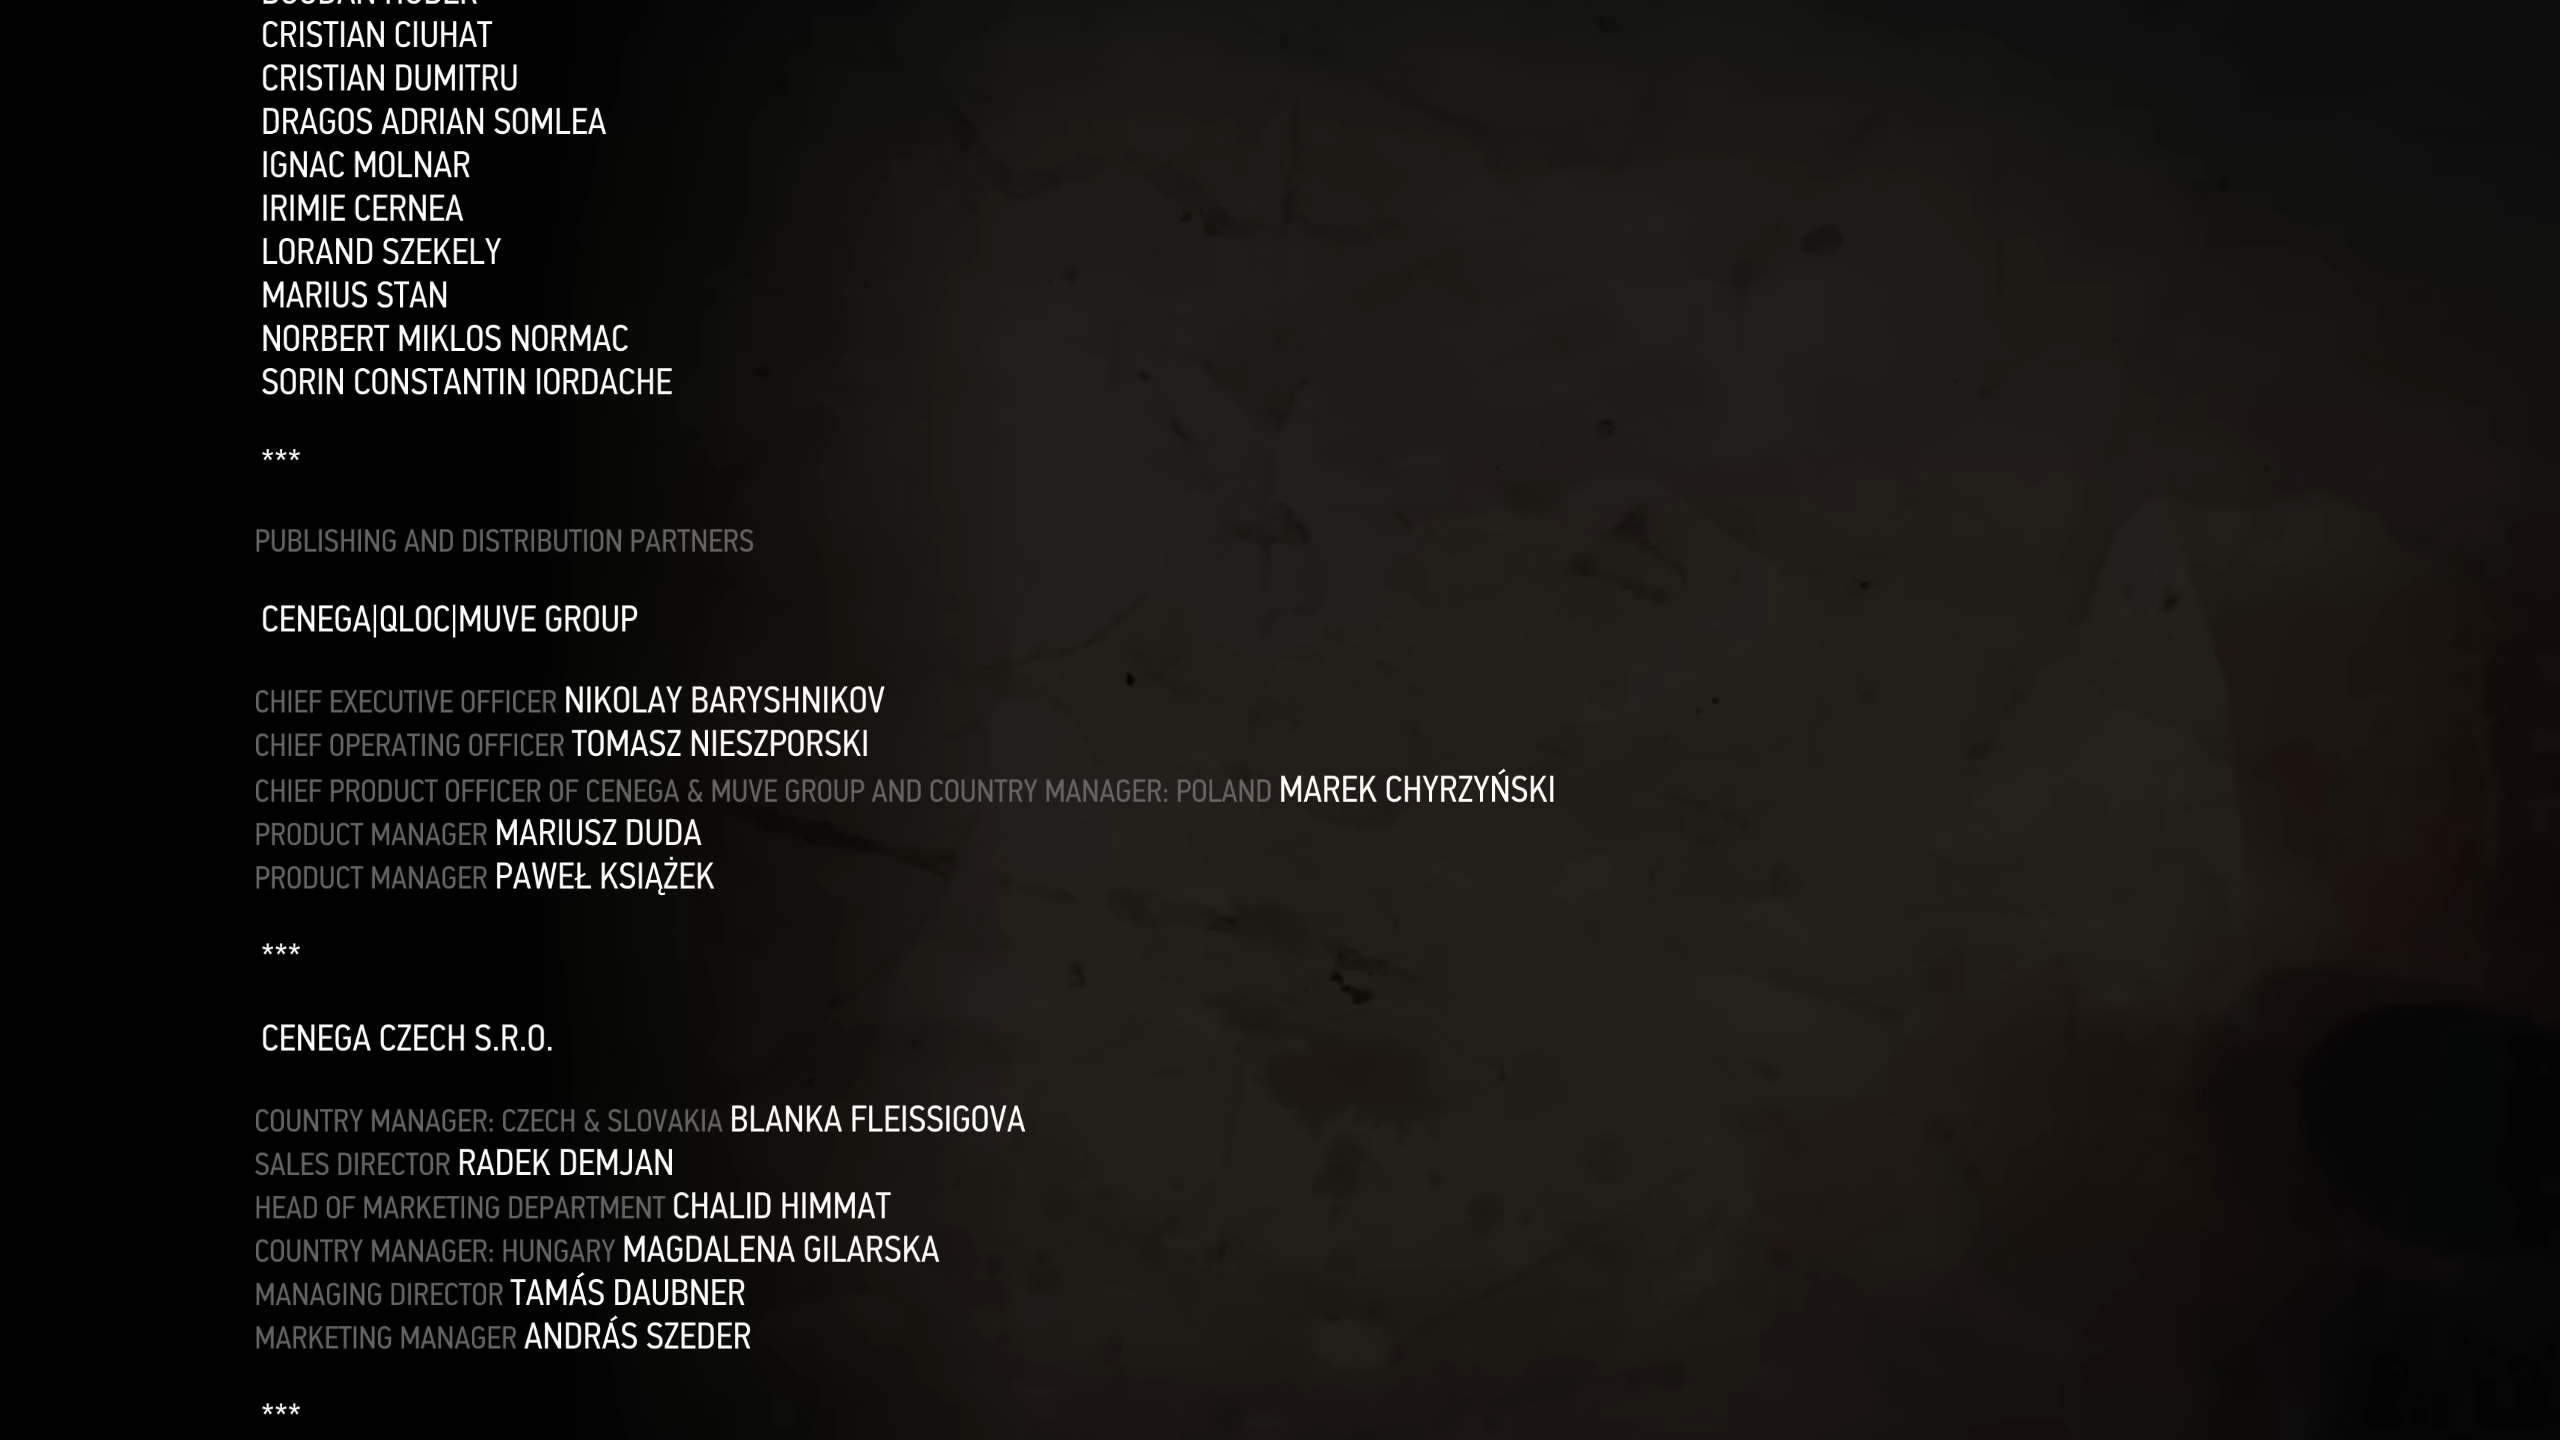 CRISTIAN CIUHAT
CRISTIAN DUMITRU
DRAGOS ADRIAN SOMLEA
IGNAC MOLNAR
IRIMIE CERNEA
LORAND SZEKELY
MARIUS STAN
NORBERT MIKLOS NORMAC
SORIN CONSTANTIN IORDACHE
***
PUBLISHING AND DISTRIBUTION PARTNERS
CENEGA|QLOC|MUVE GROUP
CHIEF EXECUTIVE OFFICER NIKOLAY BARYSHNIKOV
CHIEF OPERATING OFFICER TOMASZ NIESZPORSKI
CHIEF PRODUCT OFFICER OF CENEGA & MUVE GROUP AND COUNTRY MANAGER: POLAND MAREK CHYRZYŃSKI
PRODUCT MANAGER MARIUSZ DUDA
PRODUCT MANAGER PAWEŁ KSIĄŻEK
***
CENEGA CZECH S.R.O.
COUNTRY MANAGER: CZECH & SLOVAKIA BLANKA FLEISSIGOVA
SALES DIRECTOR RADEK DEMJAN
HEAD OF MARKETING DEPARTMENT CHALID HIMMAT
COUNTRY MANAGER: HUNGARY MAGDALENA GILARSKA
MANAGING DIRECTOR TAMÁS DAUBNER
MARKETING MANAGER ANDRÁS SZEDER
***